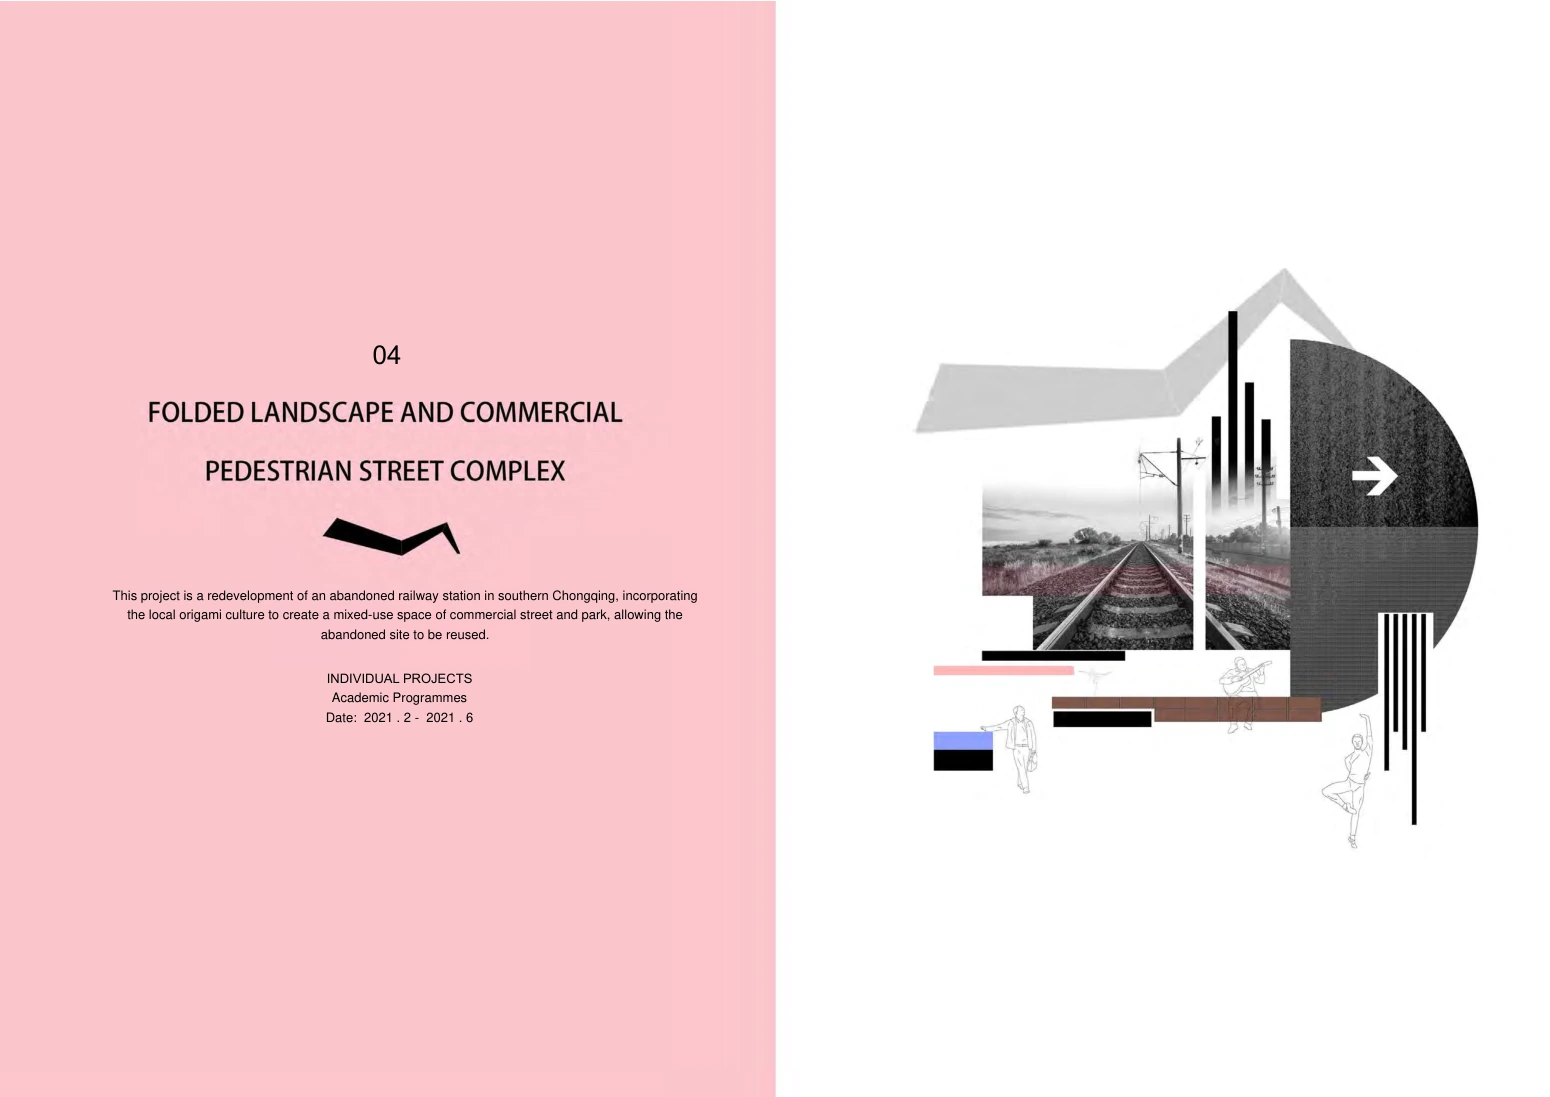 04
FOLDED LANDSCAPE AND COMMERCIAL
PEDESTRIAN STREET COMPLEX
This project is a redevelopment of an abandoned railway station in southern Chongqing, incorporating
the local origami culture to create a mixed-use space of commercial street and park, allowing the
abandoned site to be reused.
INDIVIDUAL PROJECTS
Academic Programmes
Date:  2021 . 2 -  2021 . 6